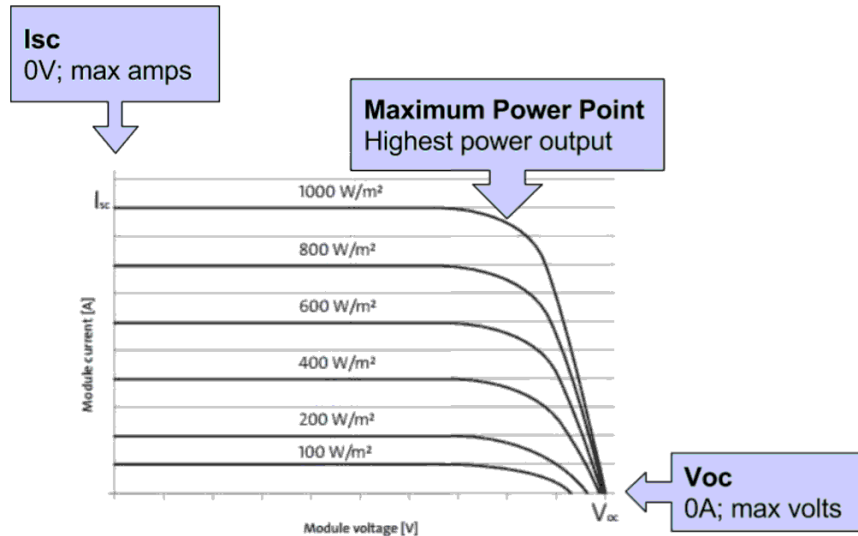 Isc
0V; max amps
Maximum Power Point
Highest power output
Isc
1000 W/m²
800 W/m²
600 W/m²
400 W/m²
200 W/m²
100 W/m²
Module current [A]
Voc
0A; max volts
Voc
Module voltage [V]